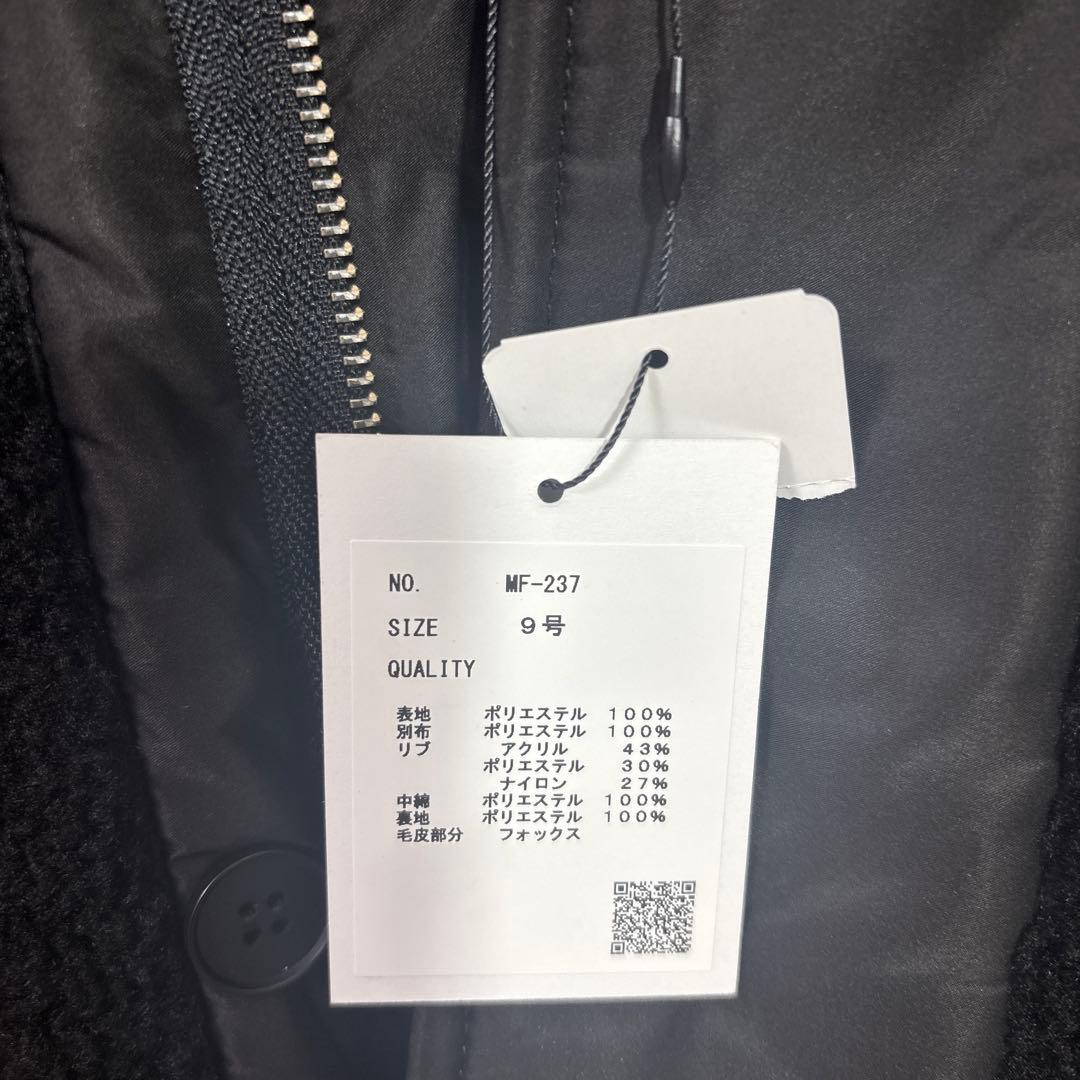 NO. MF-237
SIZE 9号
QUALITY
表地 ポリエステル 100%
別布 ポリエステル 100%
リブ アクリル 43%
ポリエステル 30%
ナイロン 27%
中綿 ポリエステル 100%
裏地 ポリエステル 100%
毛皮部分 フォックス